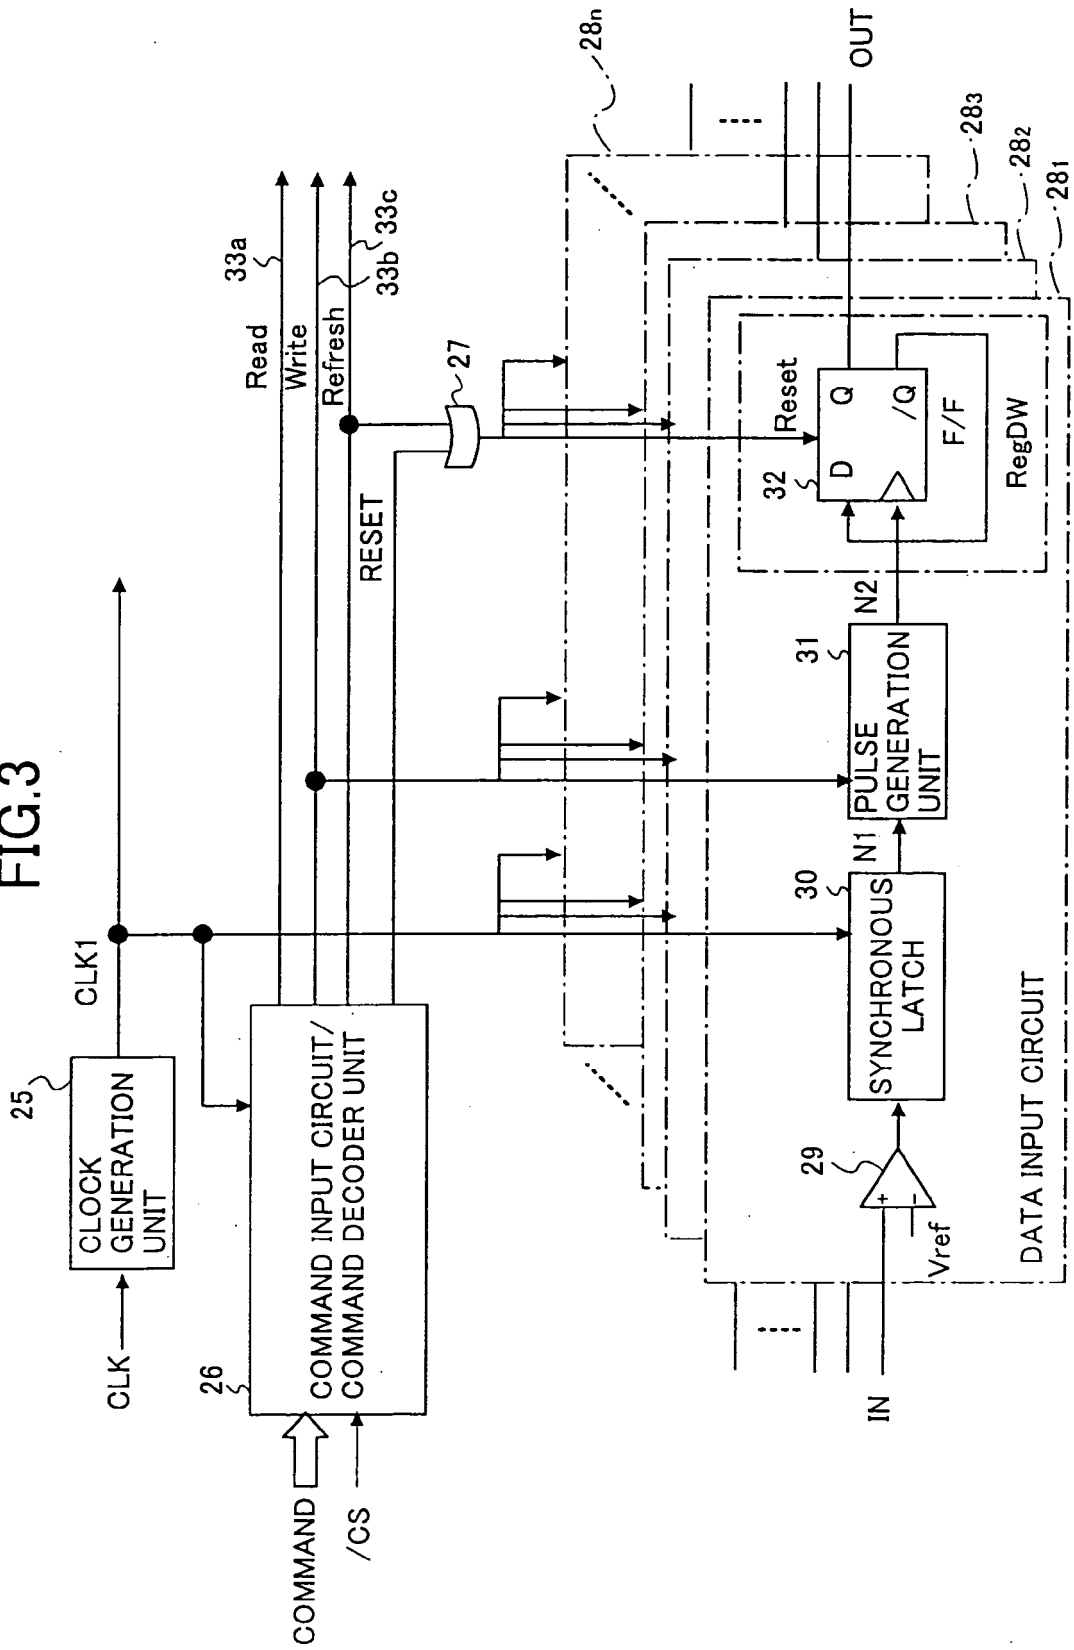 FIG.3
CLK
25
CLOCK
GENERATION
UNIT
CLK1
COMMAND
/CS
26
COMMAND INPUT CIRCUIT/
COMMAND DECODER UNIT
Read
33a
Write
33b
Refresh
33c
RESET
27
28n
283
282
281
IN
Vref
+
−
29
30
SYNCHRONOUS
LATCH
N1
31
PULSE
GENERATION
UNIT
N2
32
Reset
D
Q
/Q
F/F
RegDW
OUT
DATA INPUT CIRCUIT